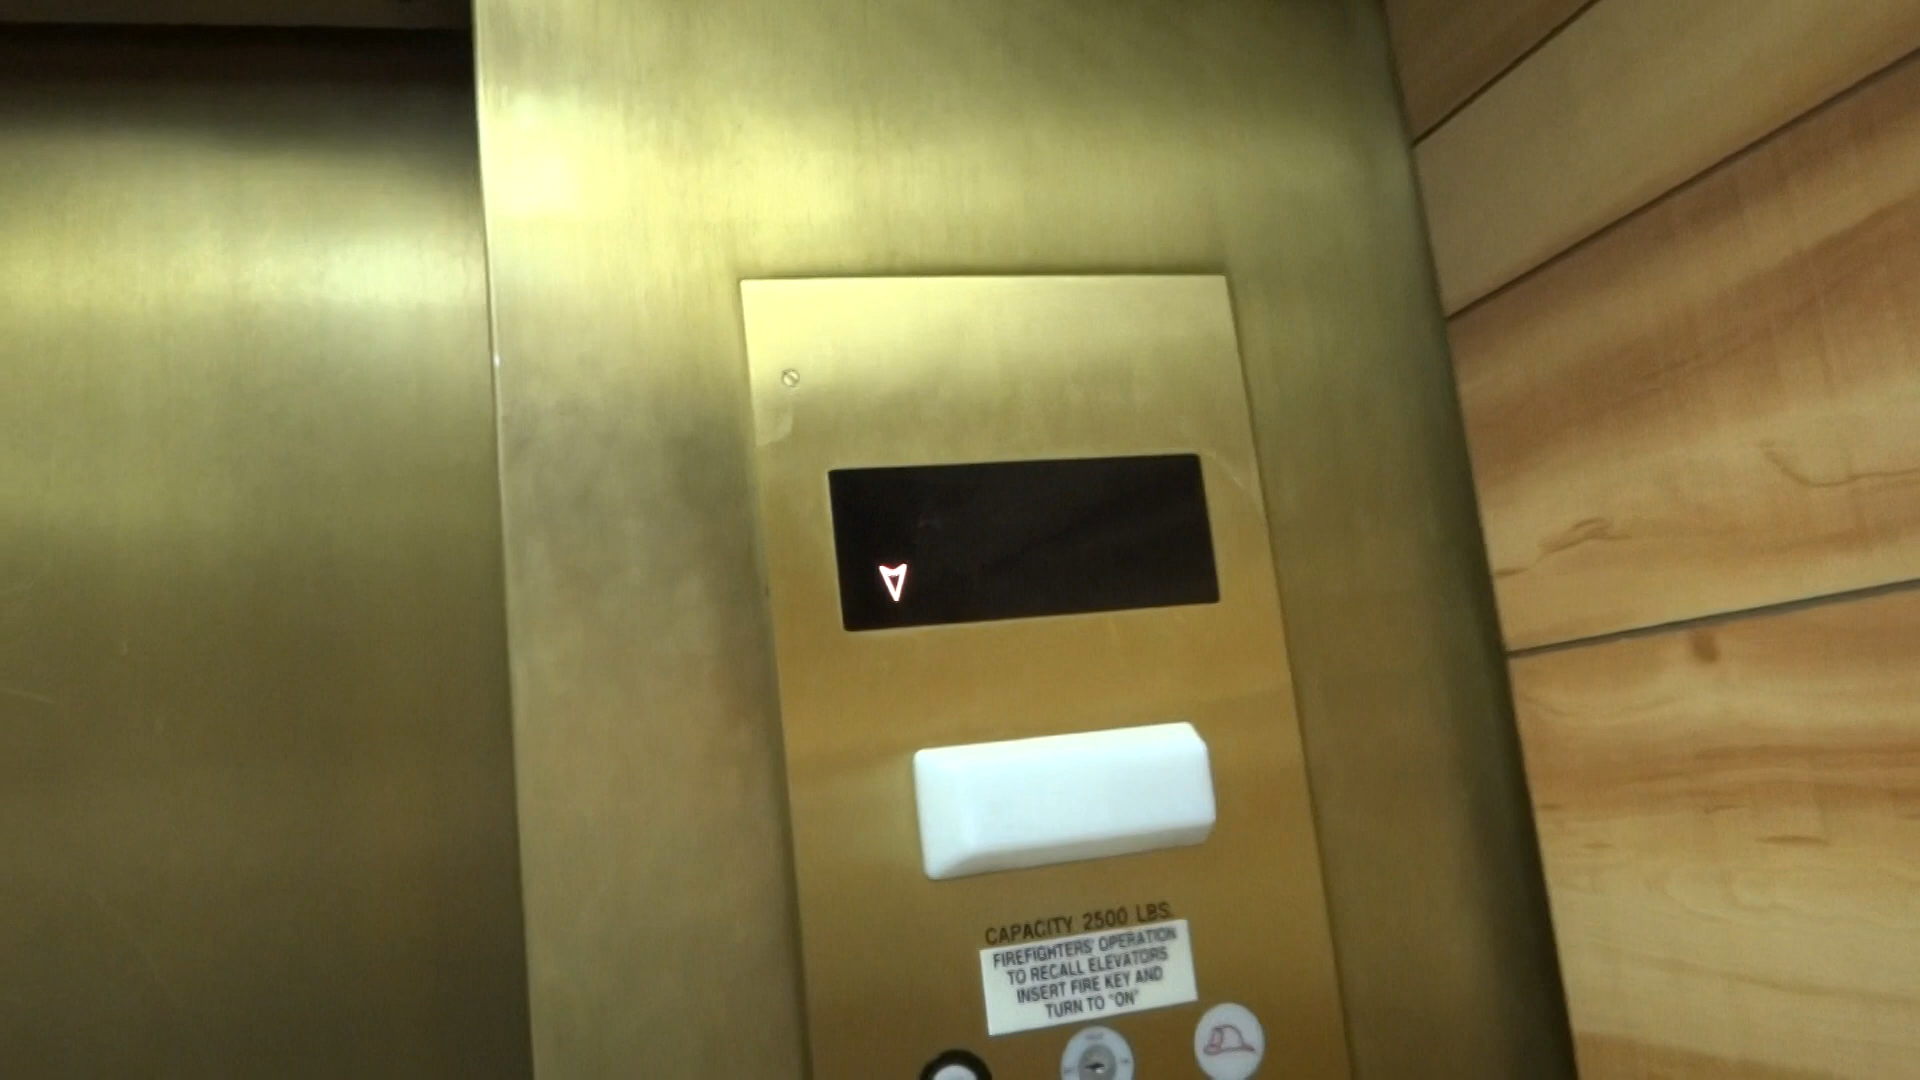 CAPACITY 2500 LBS.
FIREFIGHTERS' OPERATION
TO RECALL ELEVATORS
INSERT FIRE KEY AND
TURN TO "ON"